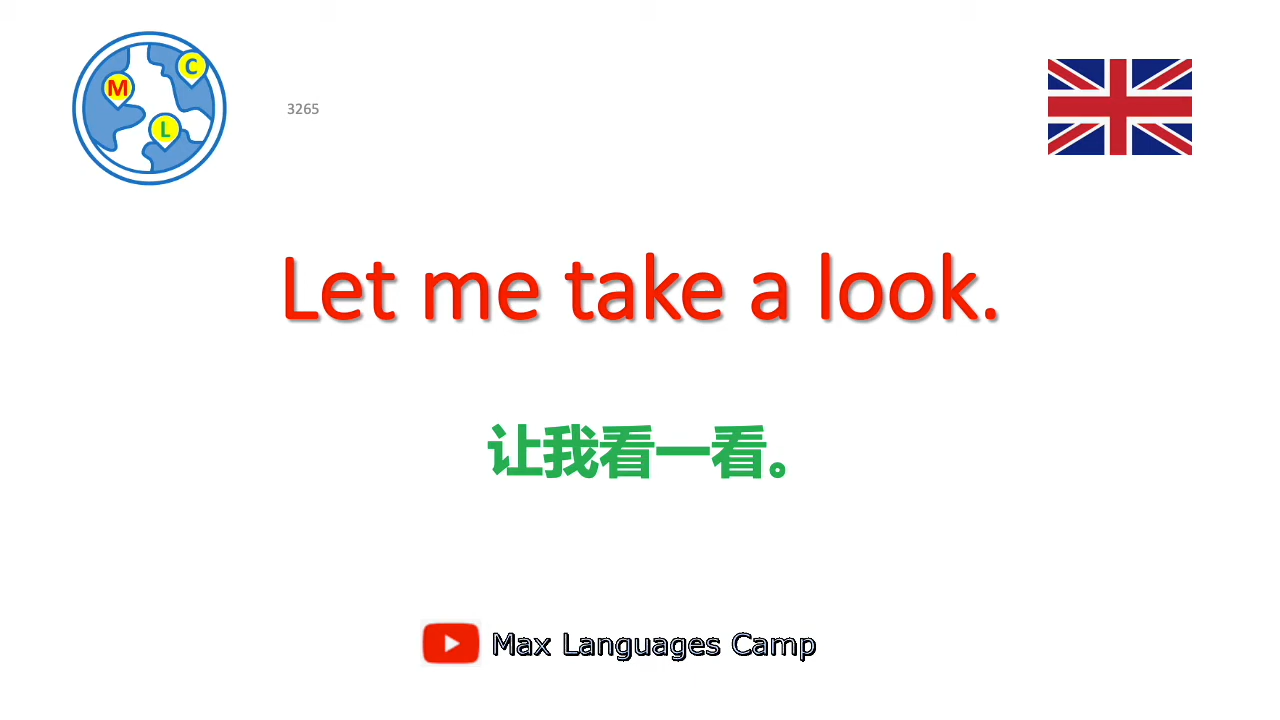 M
C
L
3265
Let me take a look.
让我看一看。
Max Languages Camp